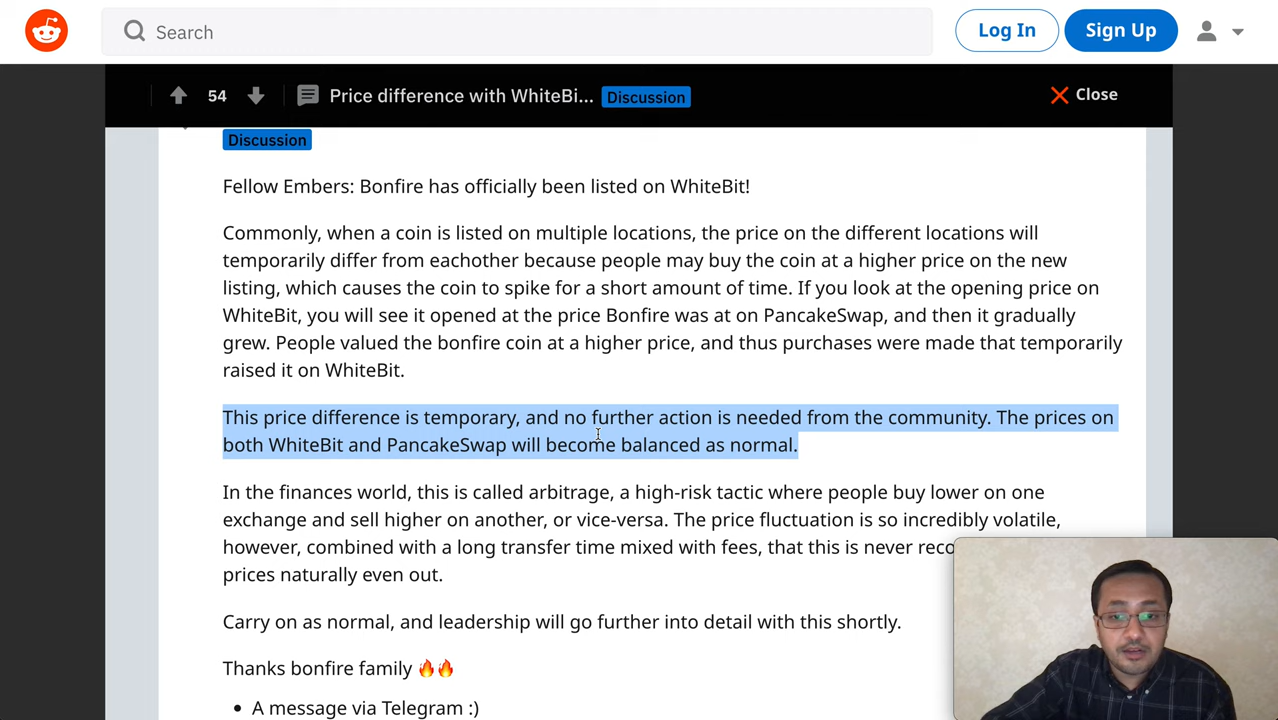 Search
Log In
Sign Up
54
Price difference with WhiteBi...
Discussion
Close
Discussion
Fellow Embers: Bonfire has officially been listed on WhiteBit!
Commonly, when a coin is listed on multiple locations, the price on the different locations will
temporarily differ from eachother because people may buy the coin at a higher price on the new
listing, which causes the coin to spike for a short amount of time. If you look at the opening price on
WhiteBit, you will see it opened at the price Bonfire was at on PancakeSwap, and then it gradually
grew. People valued the bonfire coin at a higher price, and thus purchases were made that temporarily
raised it on WhiteBit.
This price difference is temporary, and no further action is needed from the community. The prices on
both WhiteBit and PancakeSwap will become balanced as normal.
In the finances world, this is called arbitrage, a high-risk tactic where people buy lower on one
exchange and sell higher on another, or vice-versa. The price fluctuation is so incredibly volatile,
however, combined with a long transfer time mixed with fees, that this is never
prices naturally even out.
Carry on as normal, and leadership will go further into detail with this shortly.
Thanks bonfire family 🔥🔥
• A message via Telegram :)